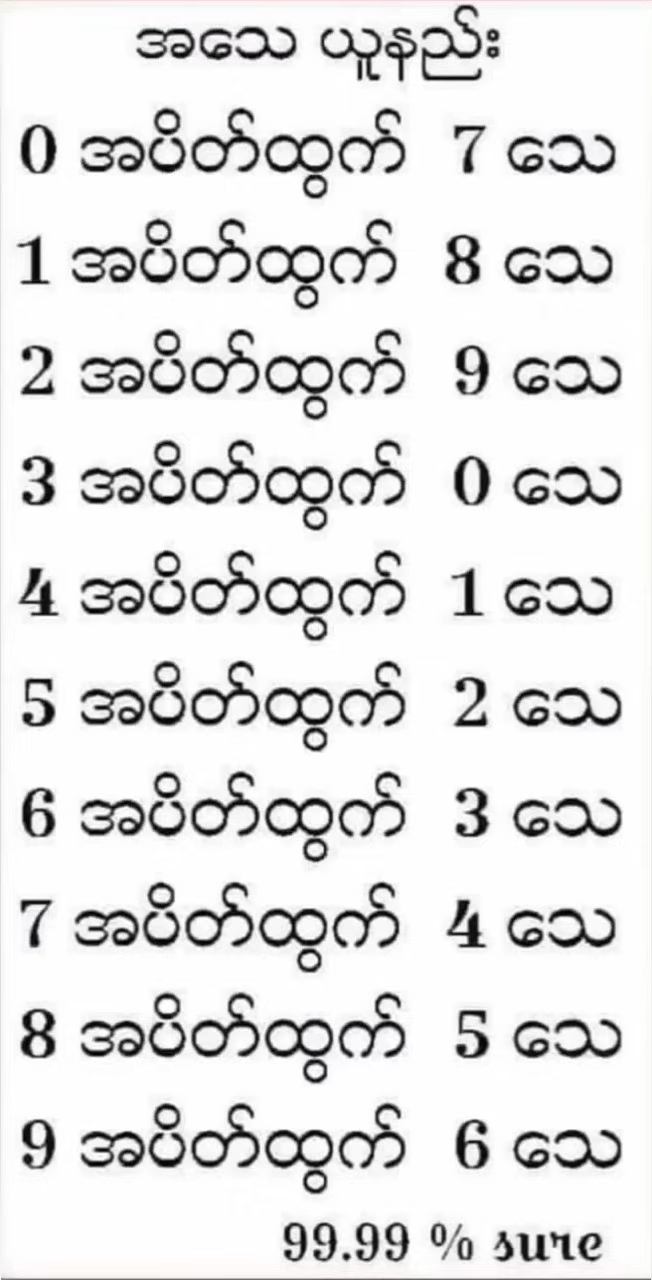 အသေ ယူနည်း
0 အပိတ်ထွက် 7 သေ
1 အပိတ်ထွက် 8 သေ
2 အပိတ်ထွက် 9 သေ
3 အပိတ်ထွက် 0 သေ
4 အပိတ်ထွက် 1 သေ
5 အပိတ်ထွက် 2 သေ
6 အပိတ်ထွက် 3 သေ
7 အပိတ်ထွက် 4 သေ
8 အပိတ်ထွက် 5 သေ
9 အပိတ်ထွက် 6 သေ
99.99 % sure